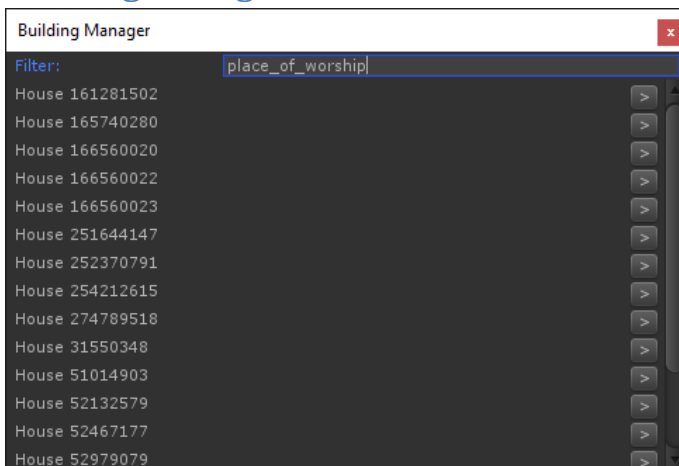 Building Manager
x
Filter: place_of_worship
House 161281502 >
House 165740280 >
House 166560020 >
House 166560022 >
House 166560023 >
House 251644147 >
House 252370791 >
House 254212615 >
House 274789518 >
House 31550348 >
House 51014903 >
House 52132579 >
House 52467177 >
House 52979079 >